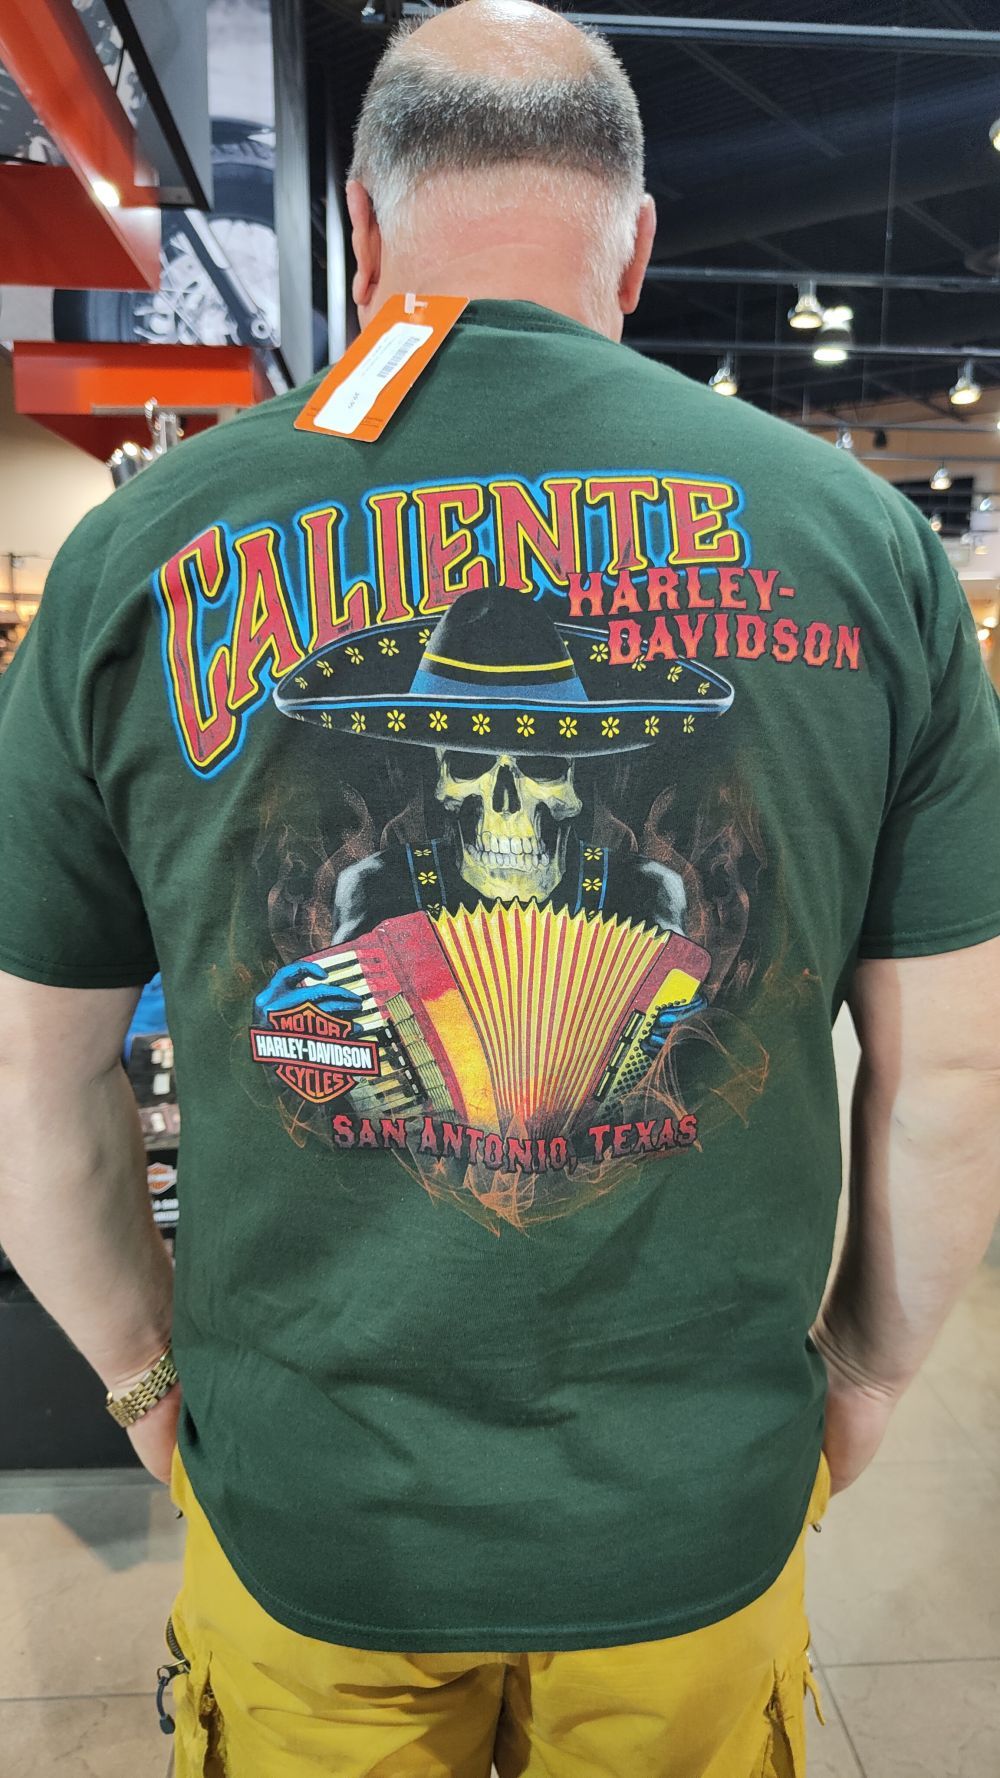 CALIENTE
HARLEY-
DAVIDSON
MOTOR
HARLEY-DAVIDSON
CYCLES
SAN ANTONIO, TEXAS